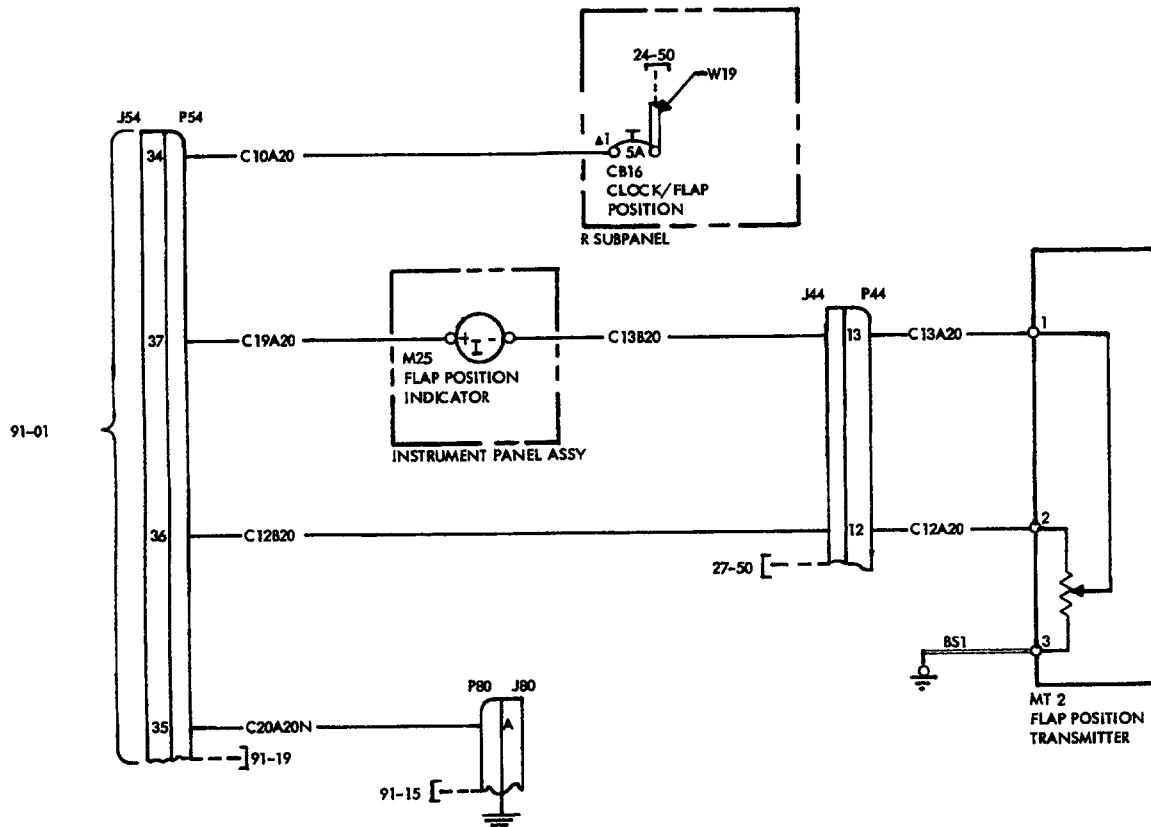 24-50
W19
J54 P54
34
C10A20
▲1
5A
CB16
CLOCK/FLAP
POSITION
R SUBPANEL
J44 P44
37
C19A20
+ -
C13B20
13
C13A20
1
M25
FLAP POSITION
INDICATOR
91-01
INSTRUMENT PANEL ASSY
36
C12B20
12
C12A20
2
27-50
BS1
3
P80 J80
MT 2
FLAP POSITION
TRANSMITTER
35
C20A20N
A
91-19
91-15